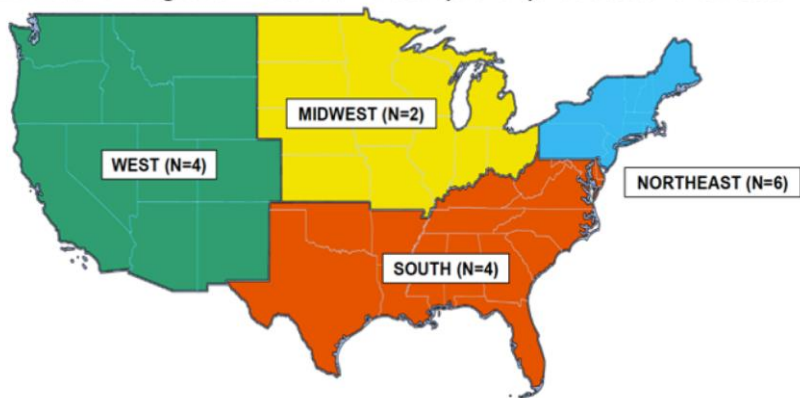 MIDWEST (N=2)
WEST (N=4)
NORTHEAST (N=6)
SOUTH (N=4)